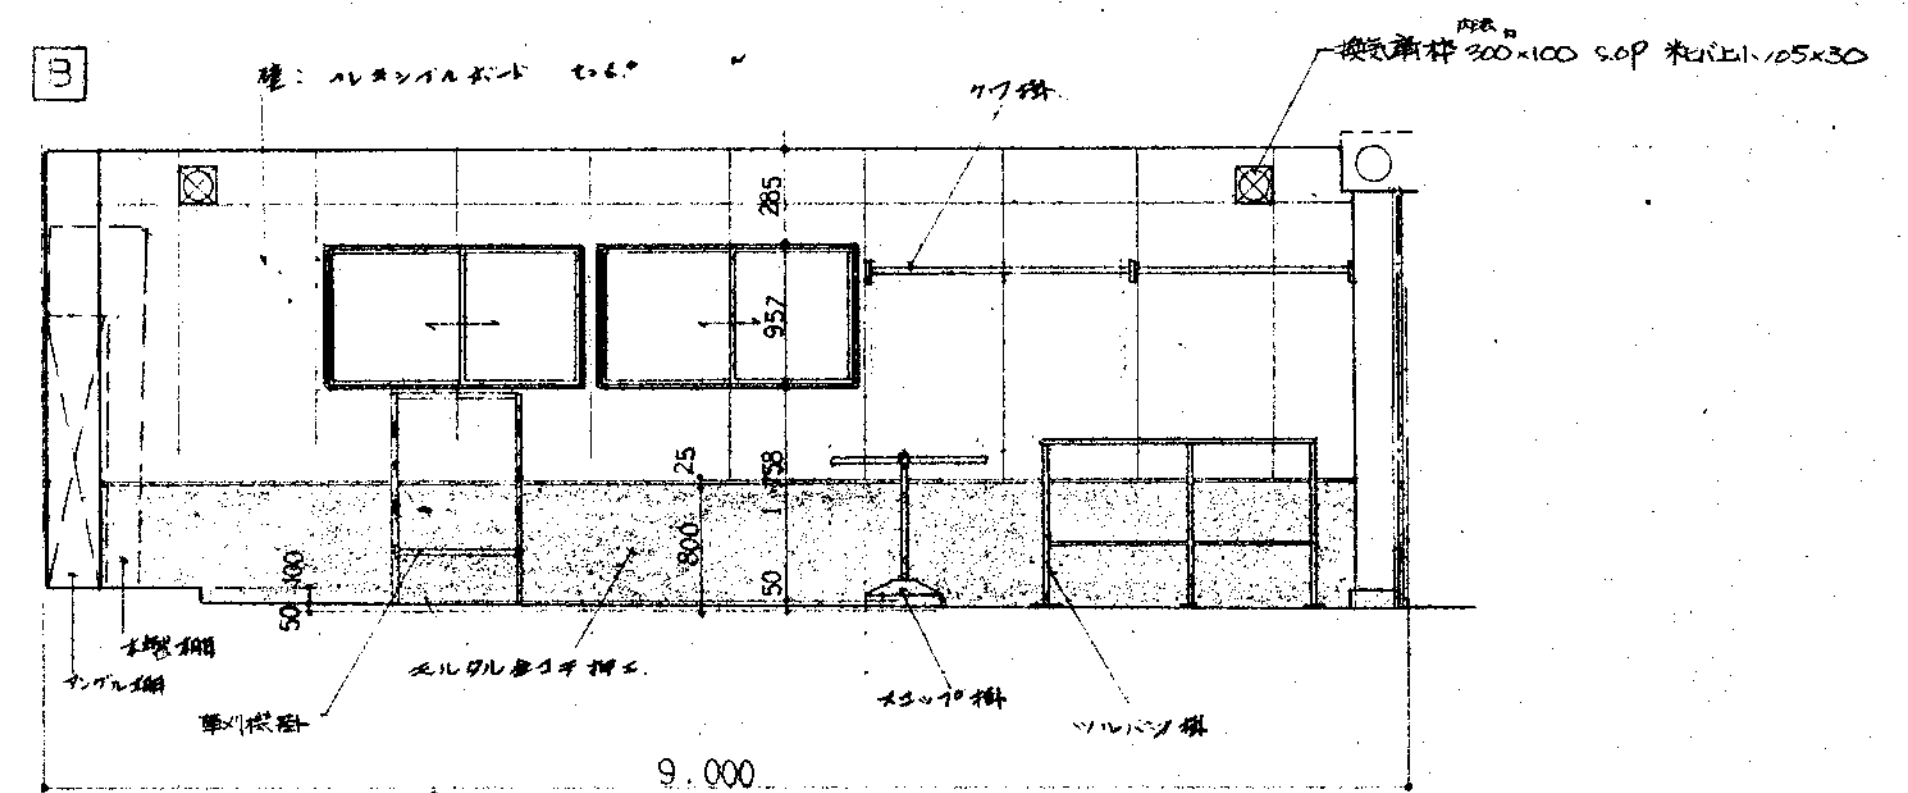 B
壁: フレキシブルボード t=6
内法
換気扇枠 300×100 S.O.P 米ヒバ上小 105×30
クワ掛
285
957
25
1,758
800
50
100
50
木製棚
アングル棚
草刈機掛
モルタル金ゴテ押エ
スコップ掛
ツルハシ掛
9.000